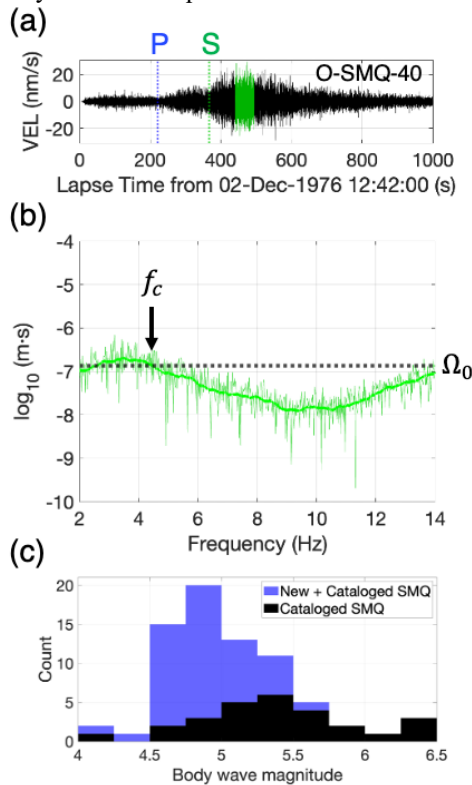 (a)
P
S
O-SMQ-40
VEL (nm/s)
20
0
-20
0 200 400 600 800 1000
Lapse Time from 02-Dec-1976 12:42:00 (s)
(b)
-4
-5
-6
-7
-8
-9
-10
log10 (m·s)
fc
Ω0
2 4 6 8 10 12 14
Frequency (Hz)
(c)
20
15
10
5
0
Count
New + Cataloged SMQ
Cataloged SMQ
4 4.5 5 5.5 6 6.5
Body wave magnitude